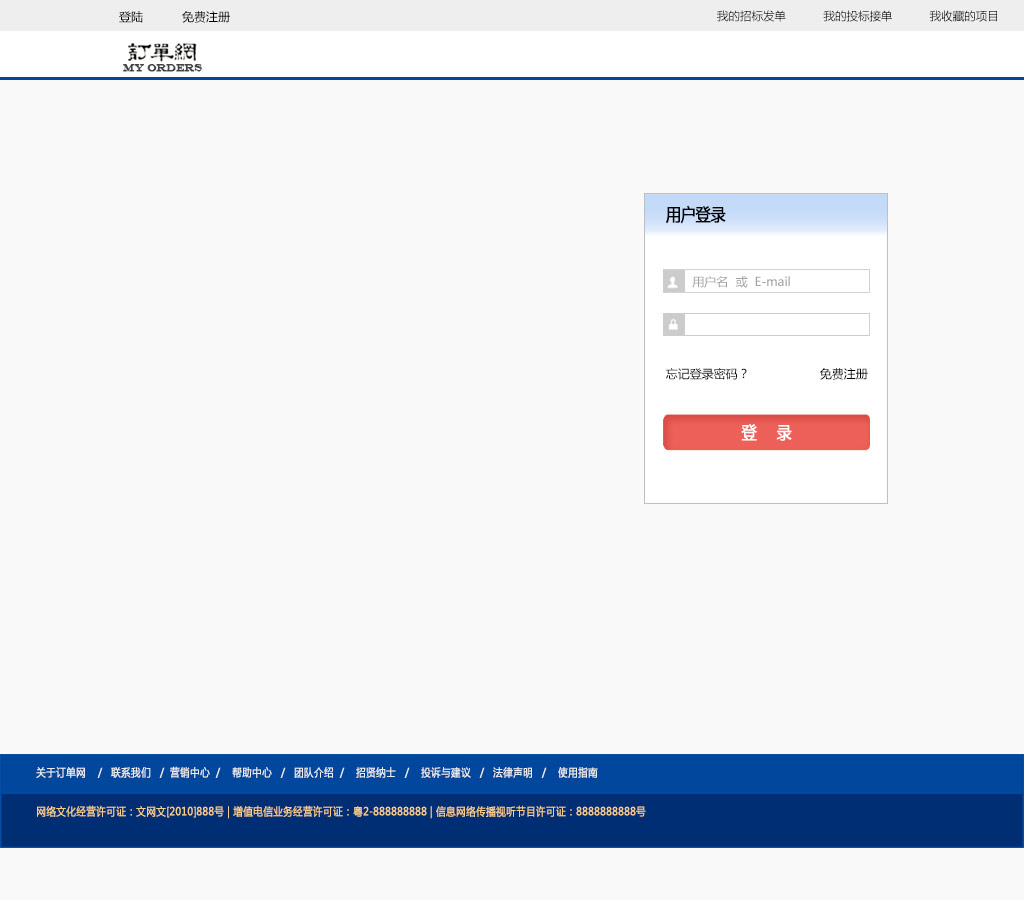 登陆 免费注册 我的招标发单 我的投标接单 我收藏的项目
訂單網
MY ORDERS
用户登录
用户名 或 E-mail
忘记登录密码？ 免费注册
登 录
关于订单网 / 联系我们 / 营销中心 / 帮助中心 / 团队介绍 / 招贤纳士 / 投诉与建议 / 法律声明 / 使用指南
网络文化经营许可证：文网文[2010]888号 | 增值电信业务经营许可证：粤2-888888888 | 信息网络传播视听节目许可证：8888888888号